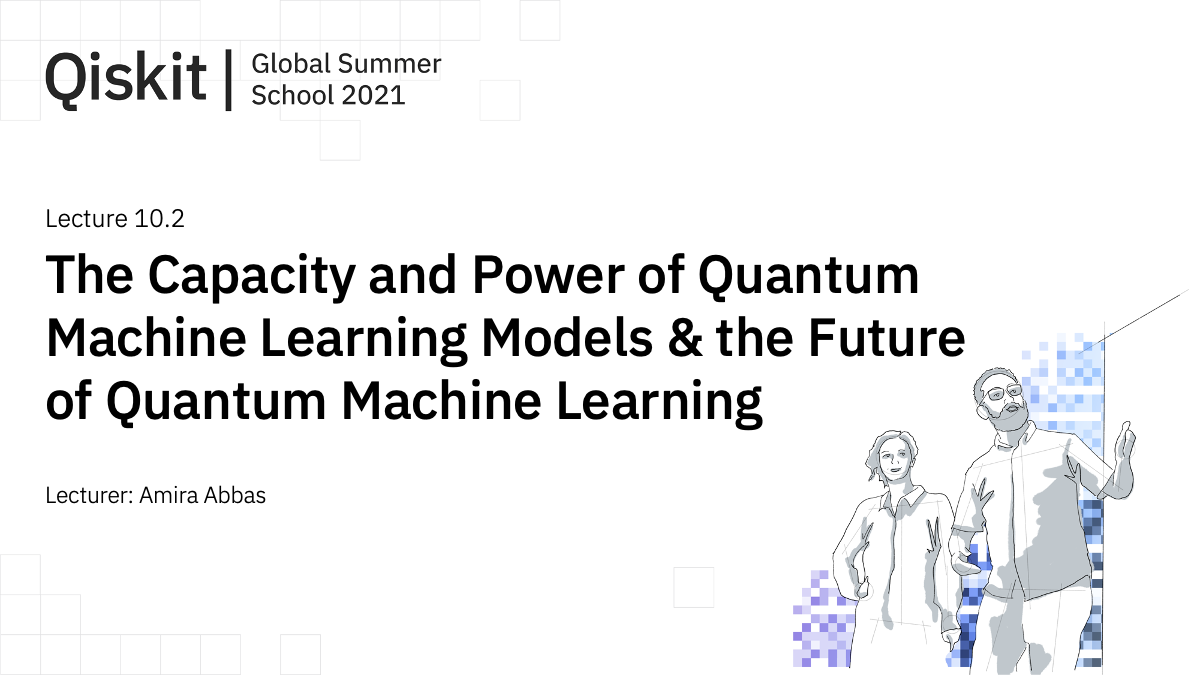 Qiskit | Global Summer
School 2021
Lecture 10.2
The Capacity and Power of Quantum
Machine Learning Models & the Future
of Quantum Machine Learning
Lecturer: Amira Abbas